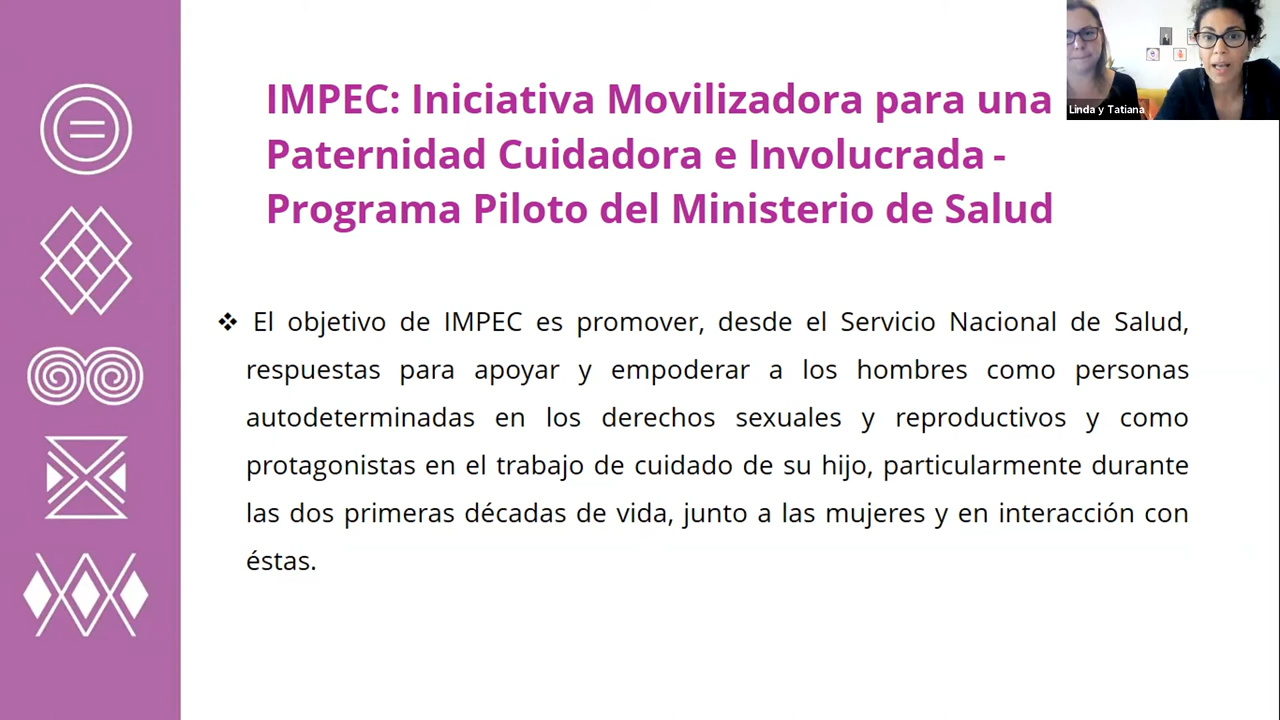 IMPEC: Iniciativa Movilizadora para una
Paternidad Cuidadora e Involucrada -
Programa Piloto del Ministerio de Salud
Linda y Tatiana
❖ El objetivo de IMPEC es promover, desde el Servicio Nacional de Salud,
respuestas para apoyar y empoderar a los hombres como personas
autodeterminadas en los derechos sexuales y reproductivos y como
protagonistas en el trabajo de cuidado de su hijo, particularmente durante
las dos primeras décadas de vida, junto a las mujeres y en interacción con
éstas.